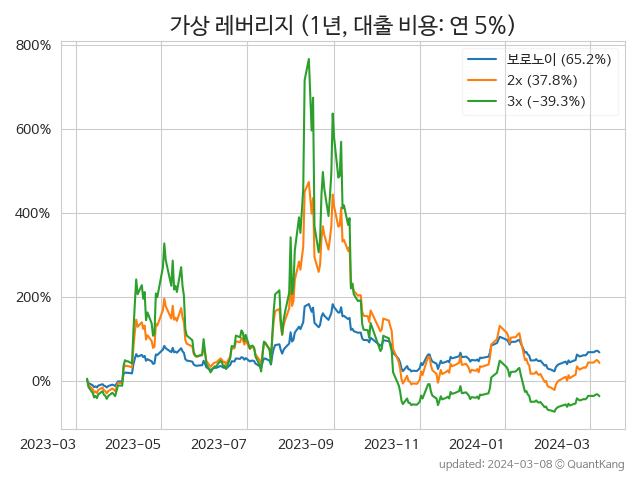 가상 레버리지 (1년, 대출 비용: 연 5%)
보로노이 (65.2%)
2x (37.8%)
3x (−39.3%)
800%
600%
400%
200%
0%
2023-03 2023-05 2023-07 2023-09 2023-11 2024-01 2024-03
updated: 2024-03-08 © QuantKang